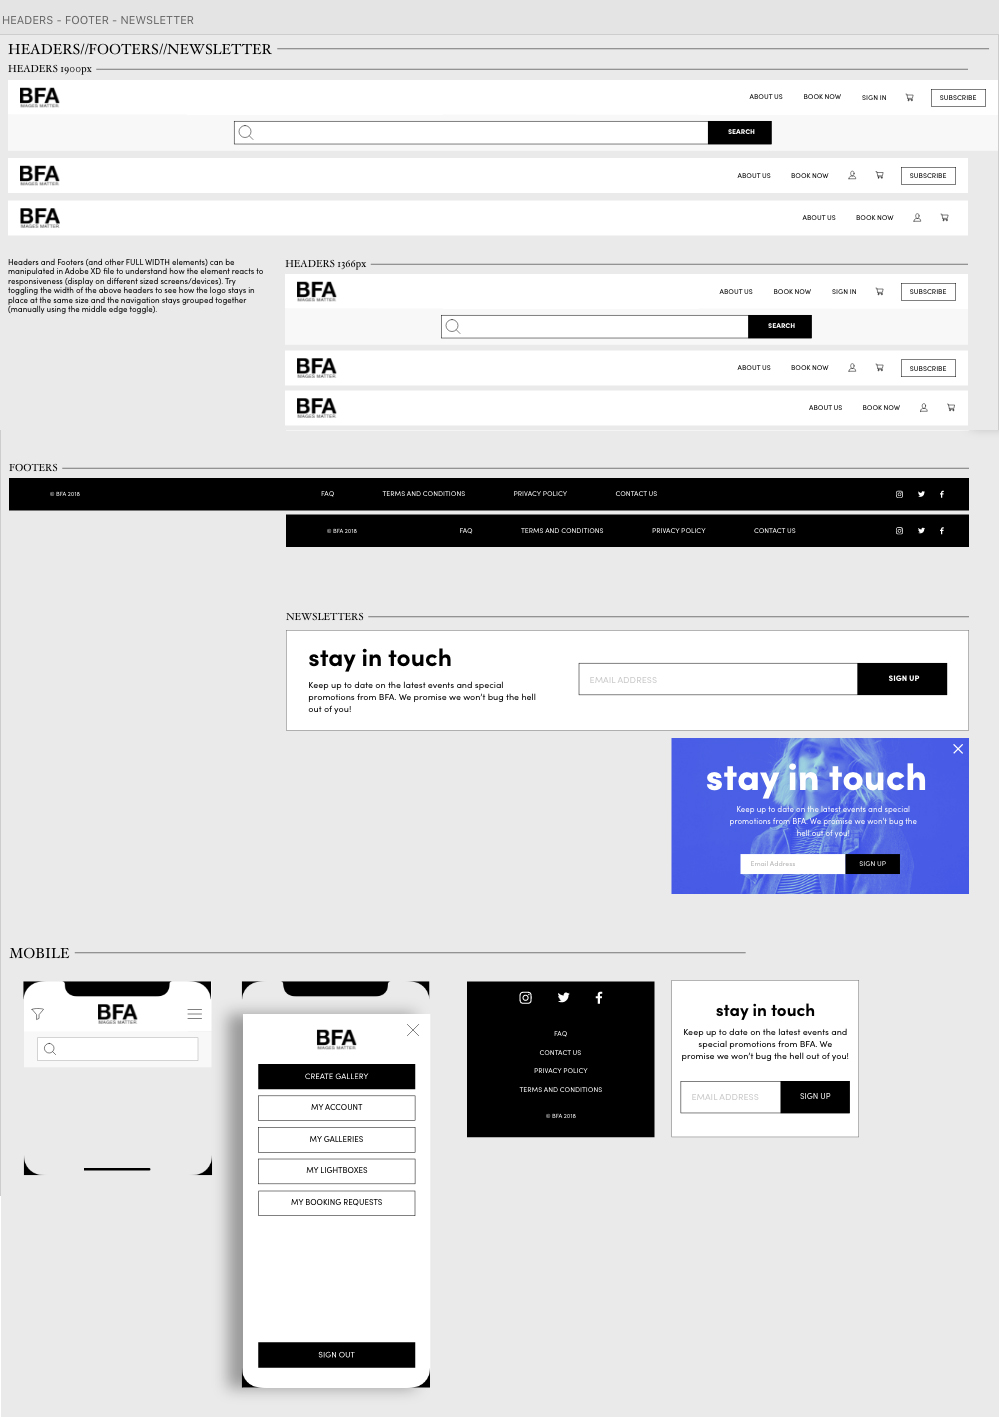 HEADERS - FOOTER - NEWSLETTER
HEADERS//FOOTERS//NEWSLETTER
HEADERS 1900px
BFA
IMAGES MATTER.
ABOUT US BOOK NOW SIGN IN SUBSCRIBE
SEARCH
BFA
IMAGES MATTER.
ABOUT US BOOK NOW SUBSCRIBE
BFA
IMAGES MATTER.
ABOUT US BOOK NOW
Headers and Footers (and other FULL WIDTH elements) can be
manipulated in Adobe XD file to understand how the element reacts to
responsiveness (display on different sized screens/devices). Try
toggling the width of the above headers to see how the logo stays in
place at the same size and the navigation stays grouped together
(manually using the middle edge toggle).
HEADERS 1366px
BFA
IMAGES MATTER.
ABOUT US BOOK NOW SIGN IN SUBSCRIBE
SEARCH
BFA
IMAGES MATTER.
ABOUT US BOOK NOW SUBSCRIBE
BFA
IMAGES MATTER.
ABOUT US BOOK NOW
FOOTERS
© BFA 2018 FAQ TERMS AND CONDITIONS PRIVACY POLICY CONTACT US
© BFA 2018 FAQ TERMS AND CONDITIONS PRIVACY POLICY CONTACT US
NEWSLETTERS
stay in touch
Keep up to date on the latest events and special
promotions from BFA. We promise we won't bug the hell
out of you!
EMAIL ADDRESS SIGN UP
stay in touch
Keep up to date on the latest events and special
promotions from BFA. We promise we won't bug the
hell out of you!
Email Address SIGN UP
MOBILE
BFA
IMAGES MATTER.
BFA
IMAGES MATTER.
CREATE GALLERY
MY ACCOUNT
MY GALLERIES
MY LIGHTBOXES
MY BOOKING REQUESTS
SIGN OUT
FAQ
CONTACT US
PRIVACY POLICY
TERMS AND CONDITIONS
© BFA 2018
stay in touch
Keep up to date on the latest events and
special promotions from BFA. We
promise we won't bug the hell out of you!
EMAIL ADDRESS SIGN UP